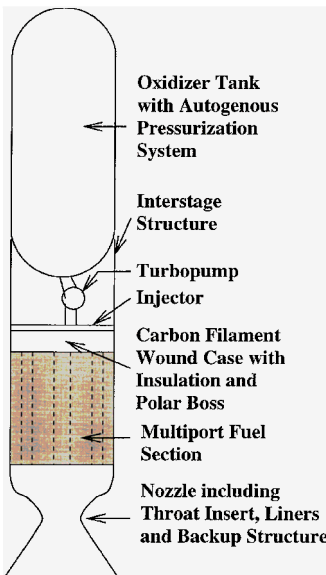 Oxidizer Tank
with Autogenous
Pressurization
System
Interstage
Structure
Turbopump
Injector
Carbon Filament
Wound Case with
Insulation and
Polar Boss
Multiport Fuel
Section
Nozzle including
Throat Insert, Liners
and Backup Structure